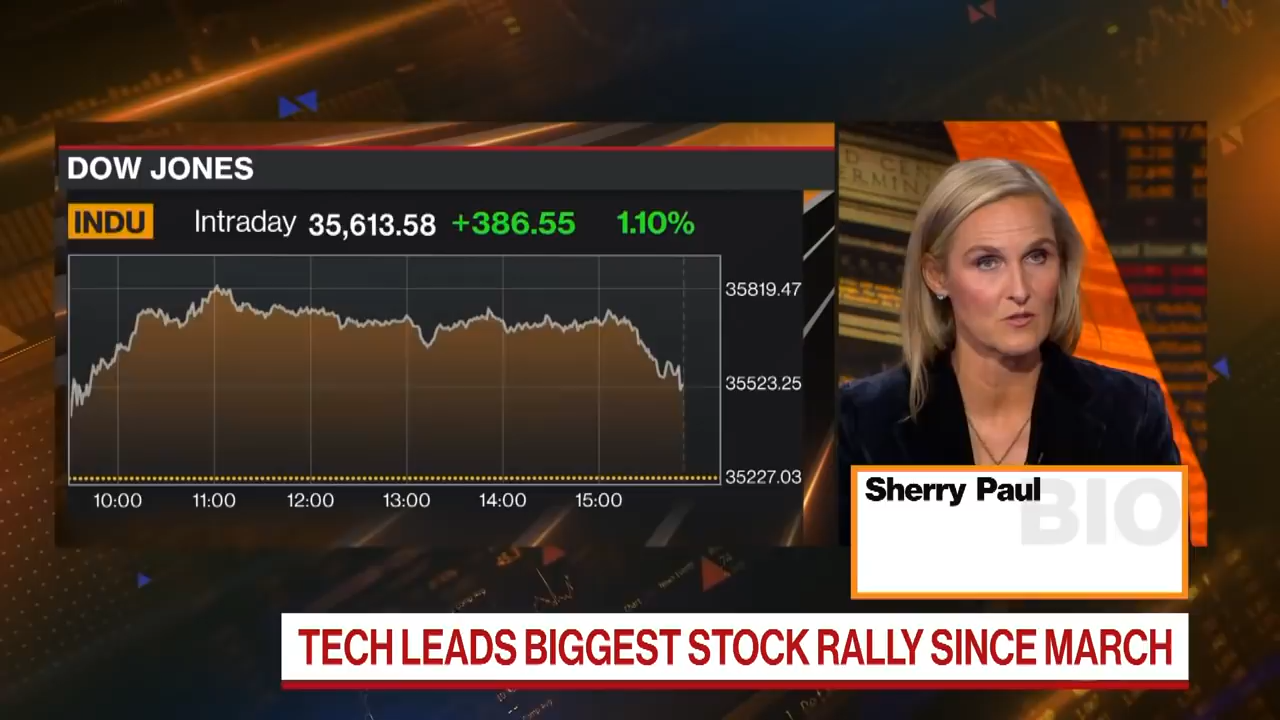 DOW JONES
INDU Intraday 35,613.58 +386.55 1.10%
35819.47
35523.25
35227.03
10:00 11:00 12:00 13:00 14:00 15:00
Sherry Paul
BIO
TECH LEADS BIGGEST STOCK RALLY SINCE MARCH